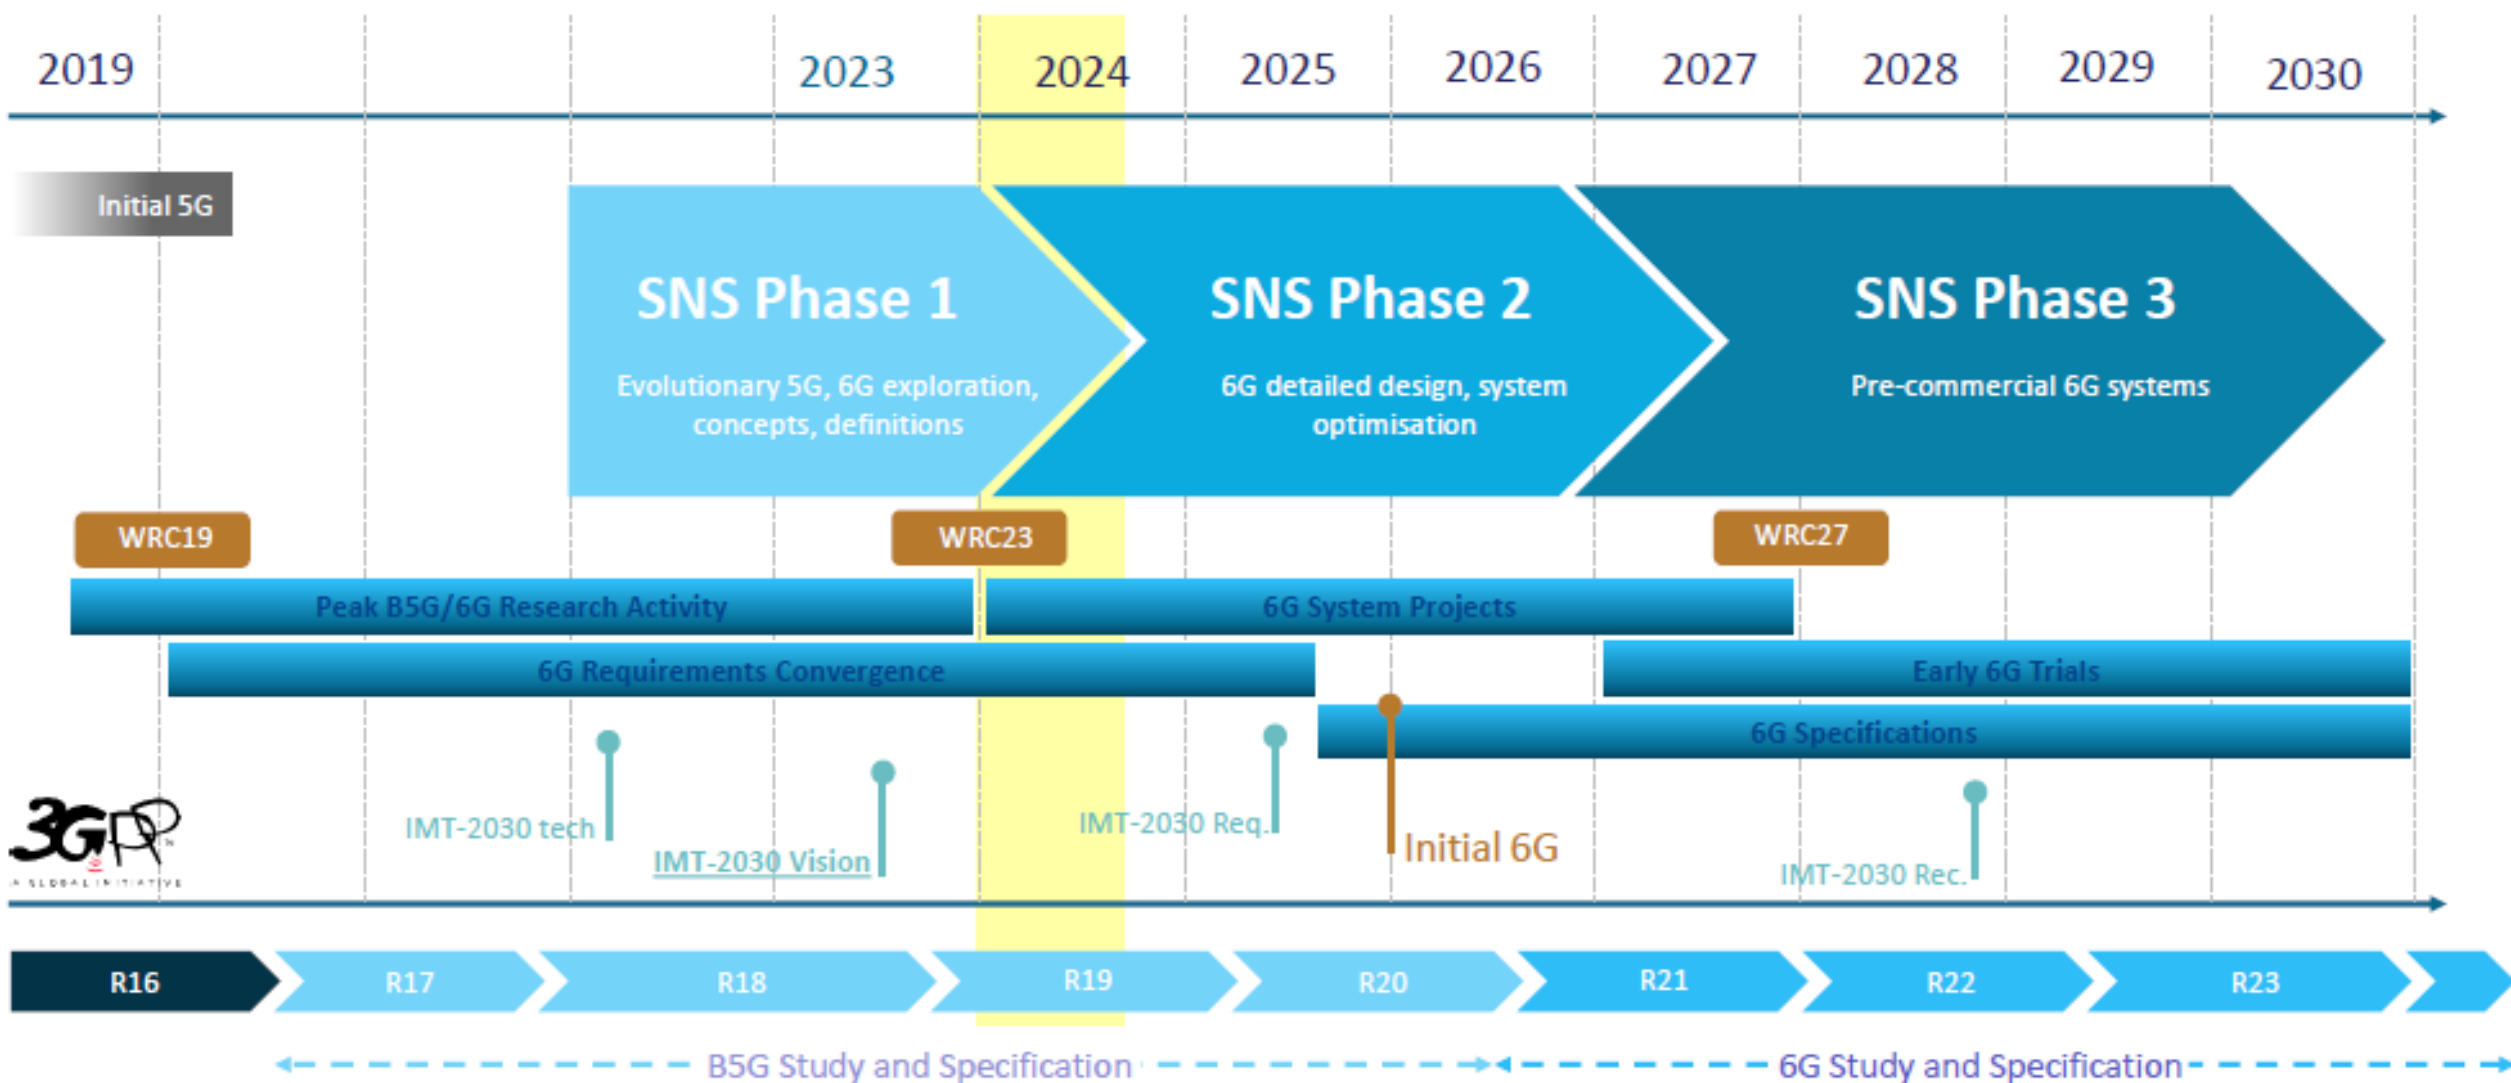 2019
2023
2024
2025
2026
2027
2028
2029
2030
Initial 5G
SNS Phase 1
Evolutionary 5G, 6G exploration,
concepts, definitions
SNS Phase 2
6G detailed design, system
optimisation
SNS Phase 3
Pre-commercial 6G systems
WRC19
WRC23
WRC27
Peak B5G/6G Research Activity
6G System Projects
6G Requirements Convergence
Early 6G Trials
6G Specifications
IMT-2030 tech
IMT-2030 Vision
IMT-2030 Req.
Initial 6G
IMT-2030 Rec.
3GPP
A GLOBAL INITIATIVE
R16
R17
R18
R19
R20
R21
R22
R23
B5G Study and Specification
6G Study and Specification